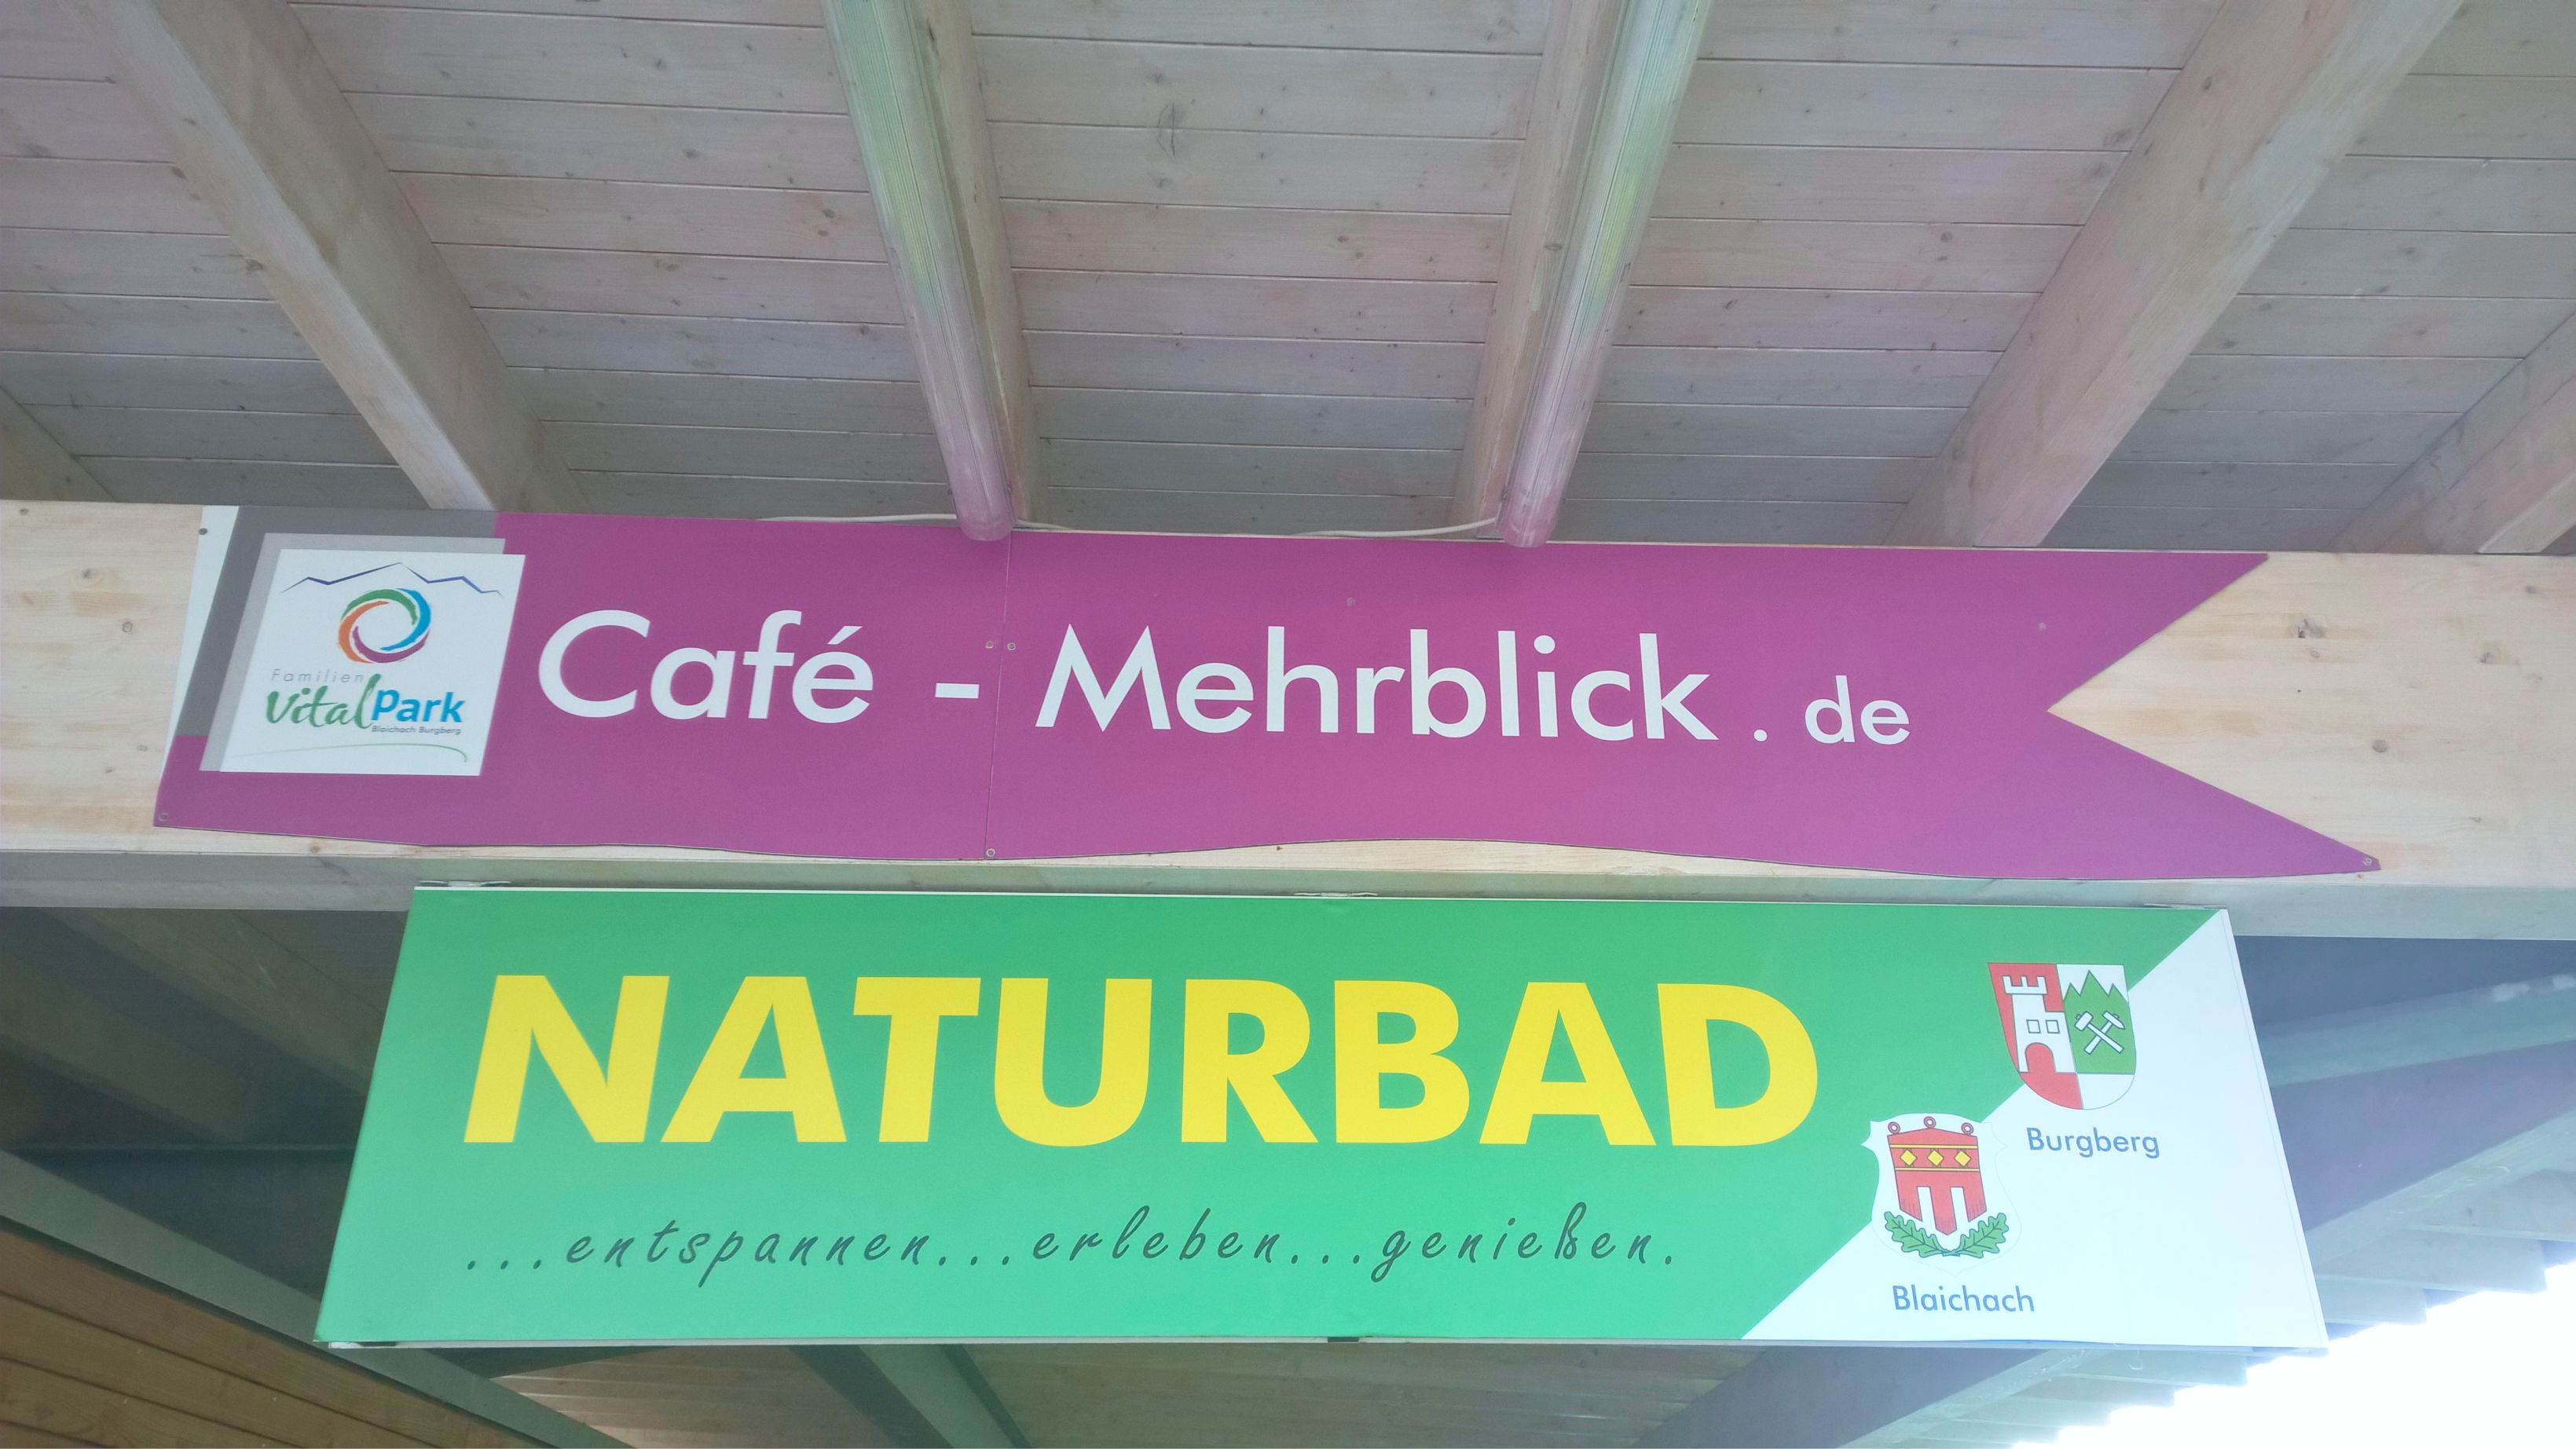 Familien
VitalPark
Blaichach Burgberg
Café - Mehrblick . de
NATURBAD
...entspannen...erleben...genießen.
Burgberg
Blaichach